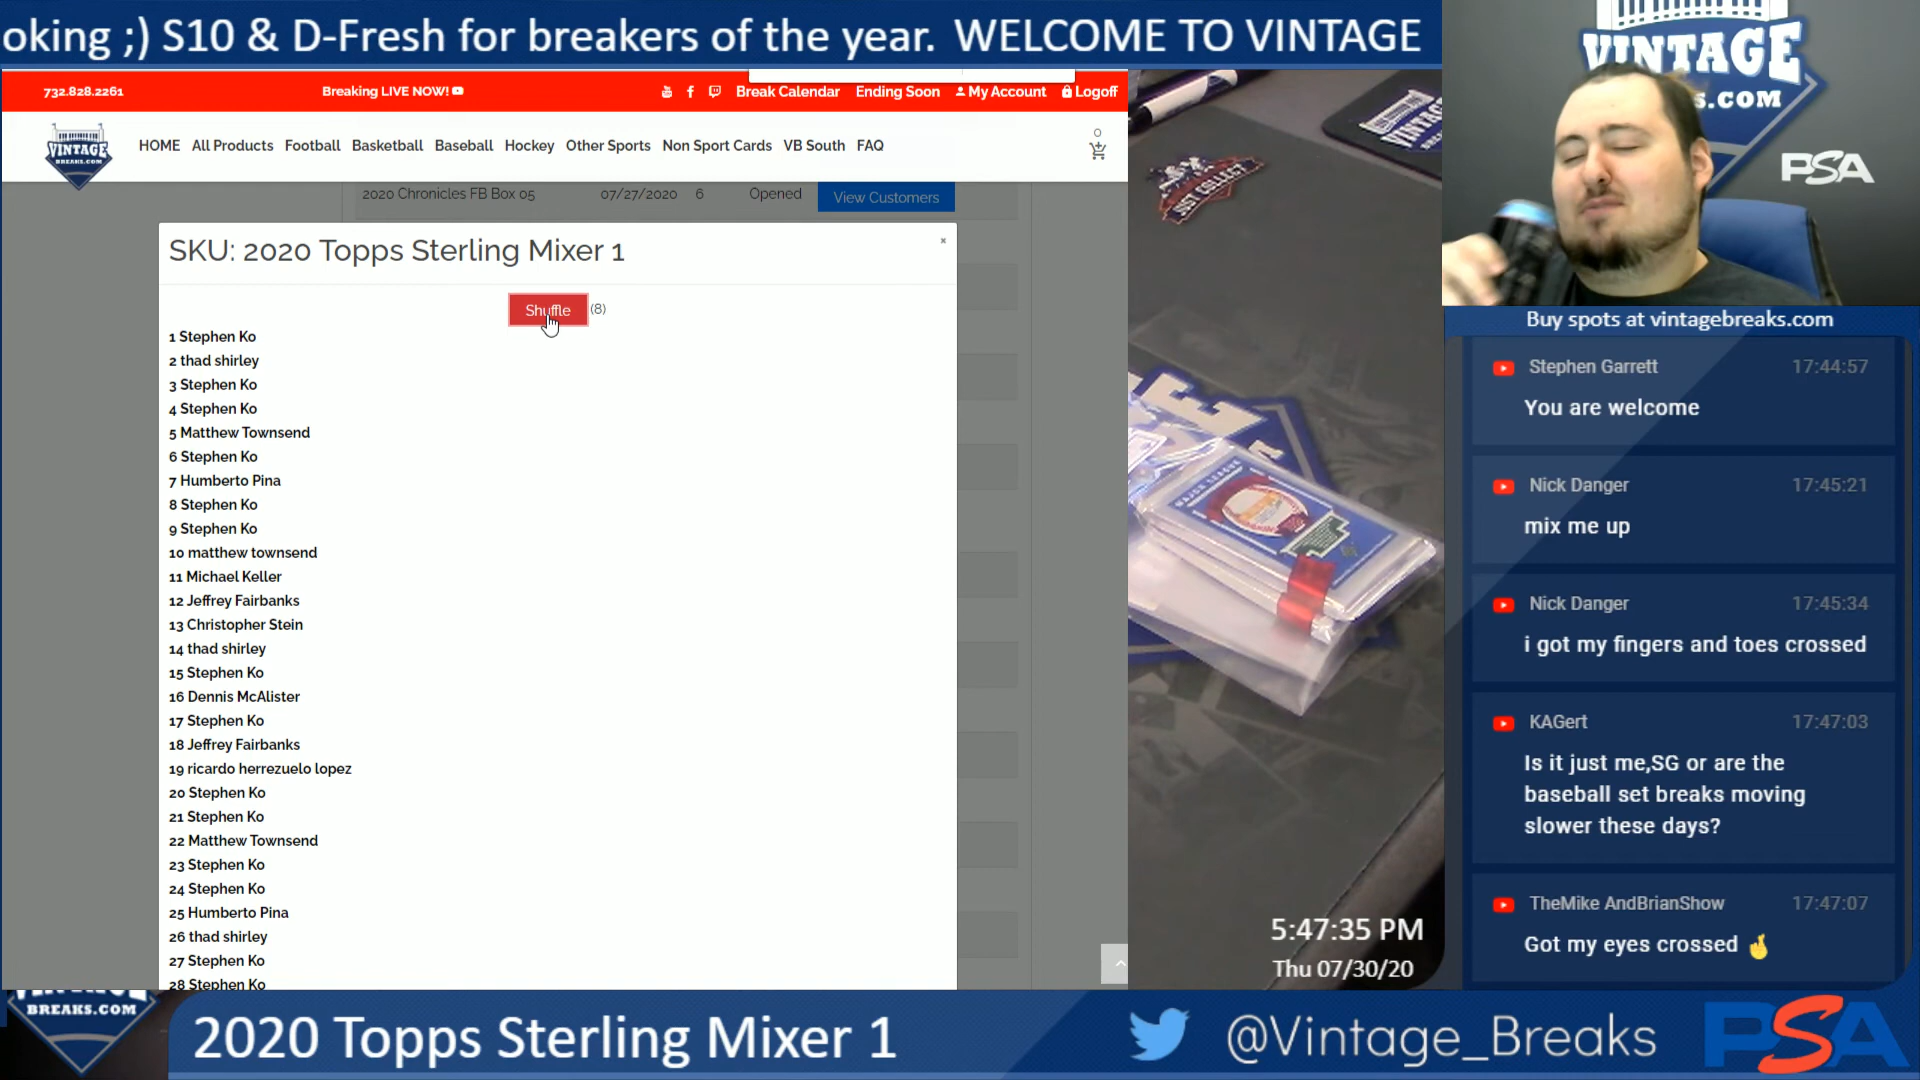 oking ;) S10 & D-Fresh for breakers of the year. WELCOME TO VINTAGE
732.828.2261
Breaking LIVE NOW!
Break Calendar
Ending Soon
My Account
Logoff
VINTAGE
BREAKS.COM
HOME
All Products
Football
Basketball
Baseball
Hockey
Other Sports
Non Sport Cards
VB South
FAQ
0
2020 Chronicles FB Box 05
07/27/2020
6
Opened
View Customers
SKU: 2020 Topps Sterling Mixer 1
×
Shuffle (8)
1 Stephen Ko
2 thad shirley
3 Stephen Ko
4 Stephen Ko
5 Matthew Townsend
6 Stephen Ko
7 Humberto Pina
8 Stephen Ko
9 Stephen Ko
10 matthew townsend
11 Michael Keller
12 Jeffrey Fairbanks
13 Christopher Stein
14 thad shirley
15 Stephen Ko
16 Dennis McAlister
17 Stephen Ko
18 Jeffrey Fairbanks
19 ricardo herrezuelo lopez
20 Stephen Ko
21 Stephen Ko
22 Matthew Townsend
23 Stephen Ko
24 Stephen Ko
25 Humberto Pina
26 thad shirley
27 Stephen Ko
28 Stephen Ko
JUST COLLECT
MAJOR LEAGUE
5:47:35 PM
Thu 07/30/20
VINTAGE
S.COM
PSA
Buy spots at vintagebreaks.com
Stephen Garrett 17:44:57
You are welcome
Nick Danger 17:45:21
mix me up
Nick Danger 17:45:34
i got my fingers and toes crossed
KAGert 17:47:03
Is it just me,SG or are the
baseball set breaks moving
slower these days?
TheMike AndBrianShow 17:47:07
Got my eyes crossed 🤞
BREAKS.COM
2020 Topps Sterling Mixer 1
@Vintage_Breaks
PSA